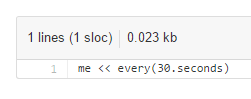 1 lines (1 sloc) 0.023 kb
1 me << every(30.seconds)